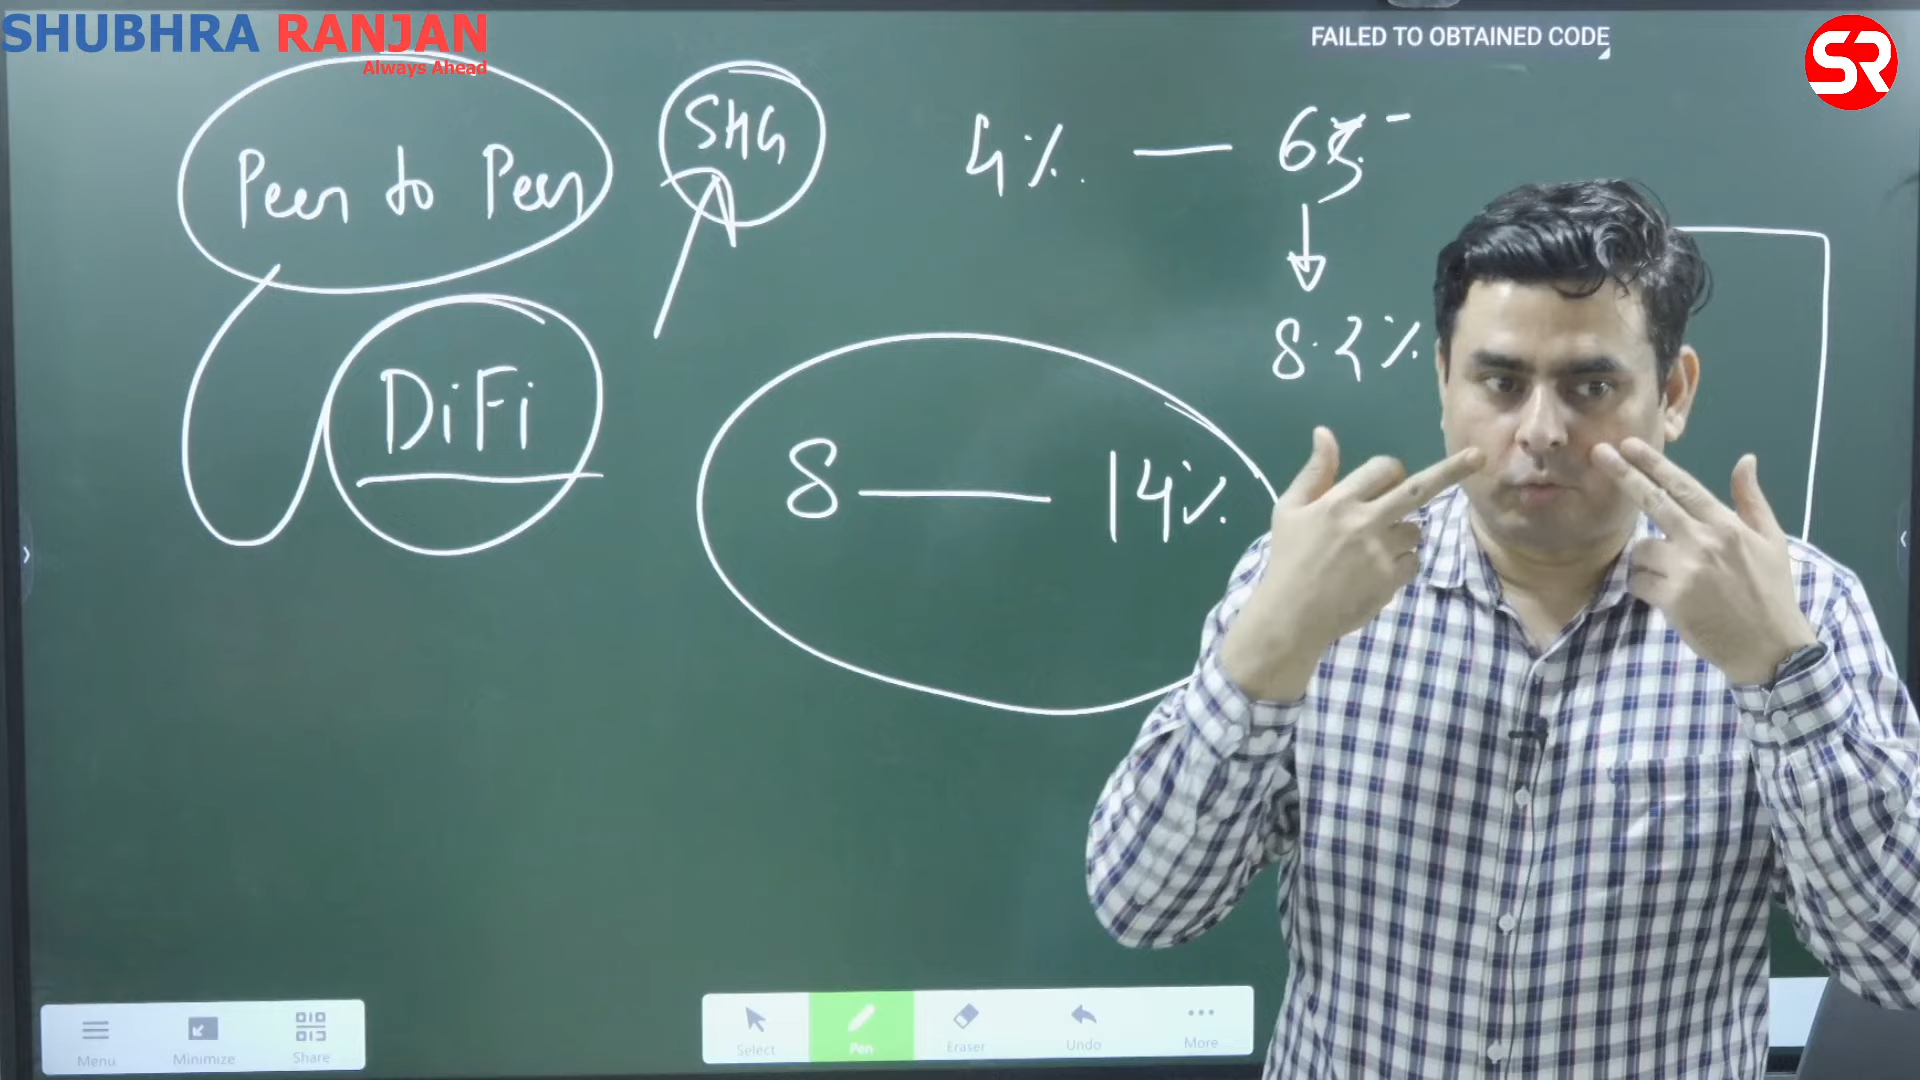 SHUBHRA RANJAN
Always Ahead
FAILED TO OBTAINED CODE
SR
Peer to Peer
SHG
4% — 6
8.2%
DiFi
8 — 14%
Menu
Minimize
Share
Select
Pen
Eraser
Undo
More